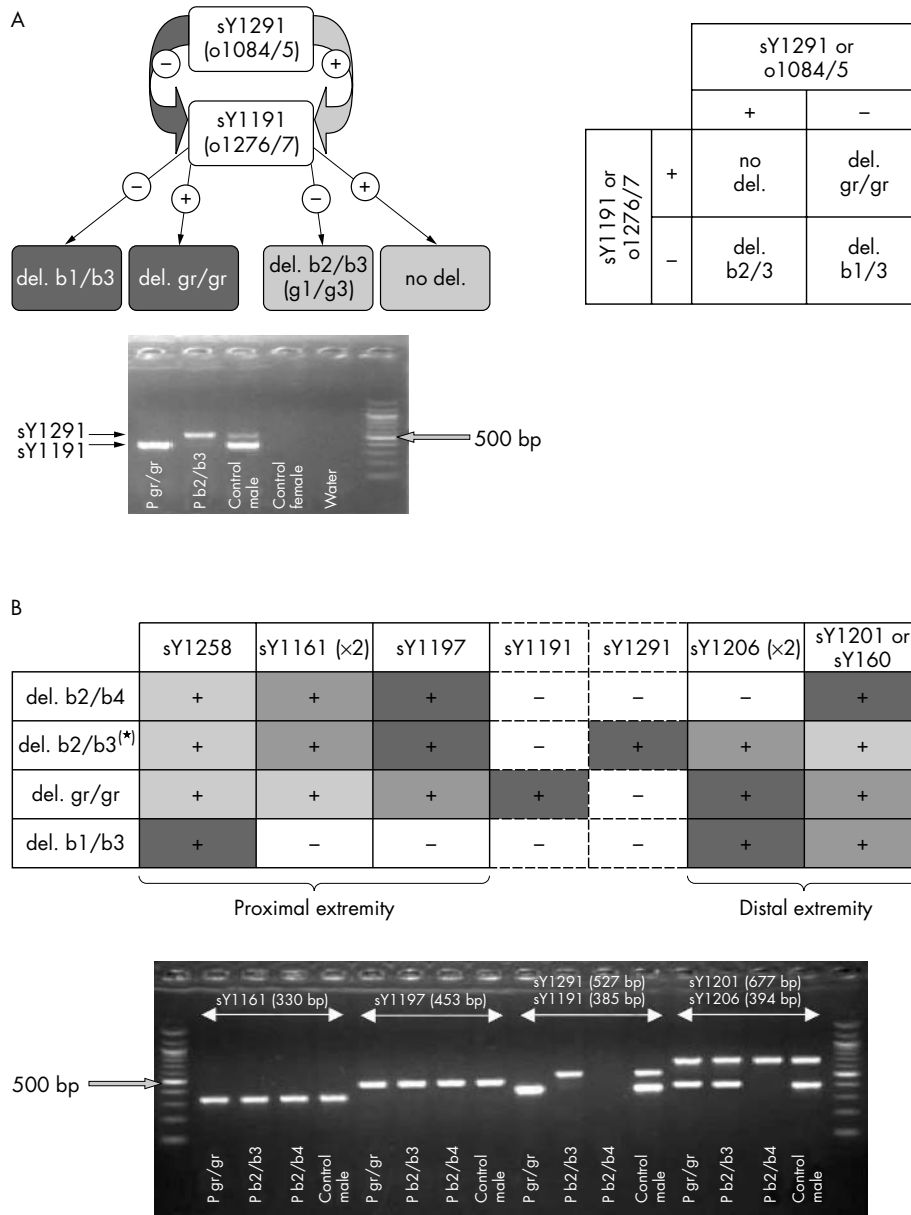 A
sY1291
(o1084/5)
–
+
sY1191
(o1276/7)
–
+
–
+
del. b1/b3
del. gr/gr
del. b2/b3
(g1/g3)
no del.
sY1291 or
o1084/5
+
–
sY1191 or
o1276/7
+
no
del.
del.
gr/gr
–
del.
b2/3
del.
b1/3
sY1291
sY1191
500 bp
P gr/gr
P b2/b3
Control
male
Control
female
Water
B
sY1258
sY1161 (×2)
sY1197
sY1191
sY1291
sY1206 (×2)
sY1201 or
sY160
del. b2/b4 + + + – – – +
del. b2/b3(★) + + + – + + +
del. gr/gr + + + + – + +
del. b1/b3 + – – – – + +
Proximal extremity
Distal extremity
sY1161 (330 bp)
sY1197 (453 bp)
sY1291 (527 bp)
sY1191 (385 bp)
sY1201 (677 bp)
sY1206 (394 bp)
500 bp
P gr/gr
P b2/b3
P b2/b4
Control
male
P gr/gr
P b2/b3
P b2/b4
Control
male
P gr/gr
P b2/b3
P b2/b4
Control
male
P gr/gr
P b2/b3
P b2/b4
Control
male